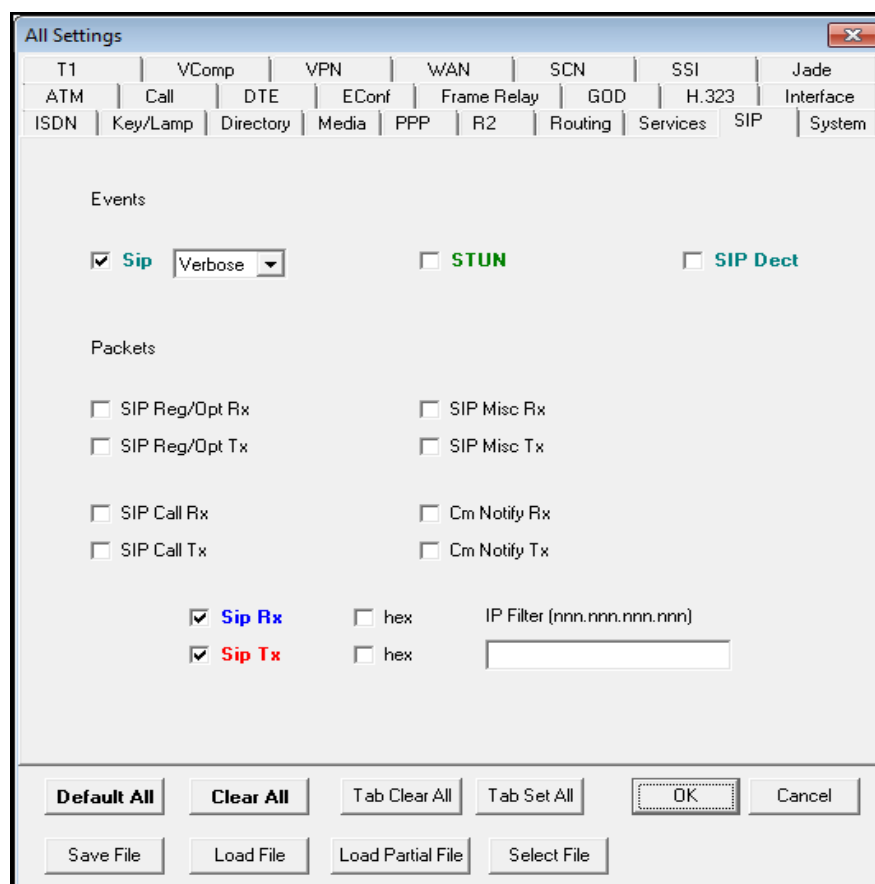 All Settings
T1 VComp VPN WAN SCN SSI Jade
ATM Call DTE EConf Frame Relay GOD H.323 Interface
ISDN Key/Lamp Directory Media PPP R2 Routing Services SIP System
Events
Sip Verbose STUN SIP Dect
Packets
SIP Reg/Opt Rx SIP Misc Rx
SIP Reg/Opt Tx SIP Misc Tx
SIP Call Rx Cm Notify Rx
SIP Call Tx Cm Notify Tx
Sip Rx hex IP Filter (nnn.nnn.nnn.nnn)
Sip Tx hex
Default All Clear All Tab Clear All Tab Set All OK Cancel
Save File Load File Load Partial File Select File